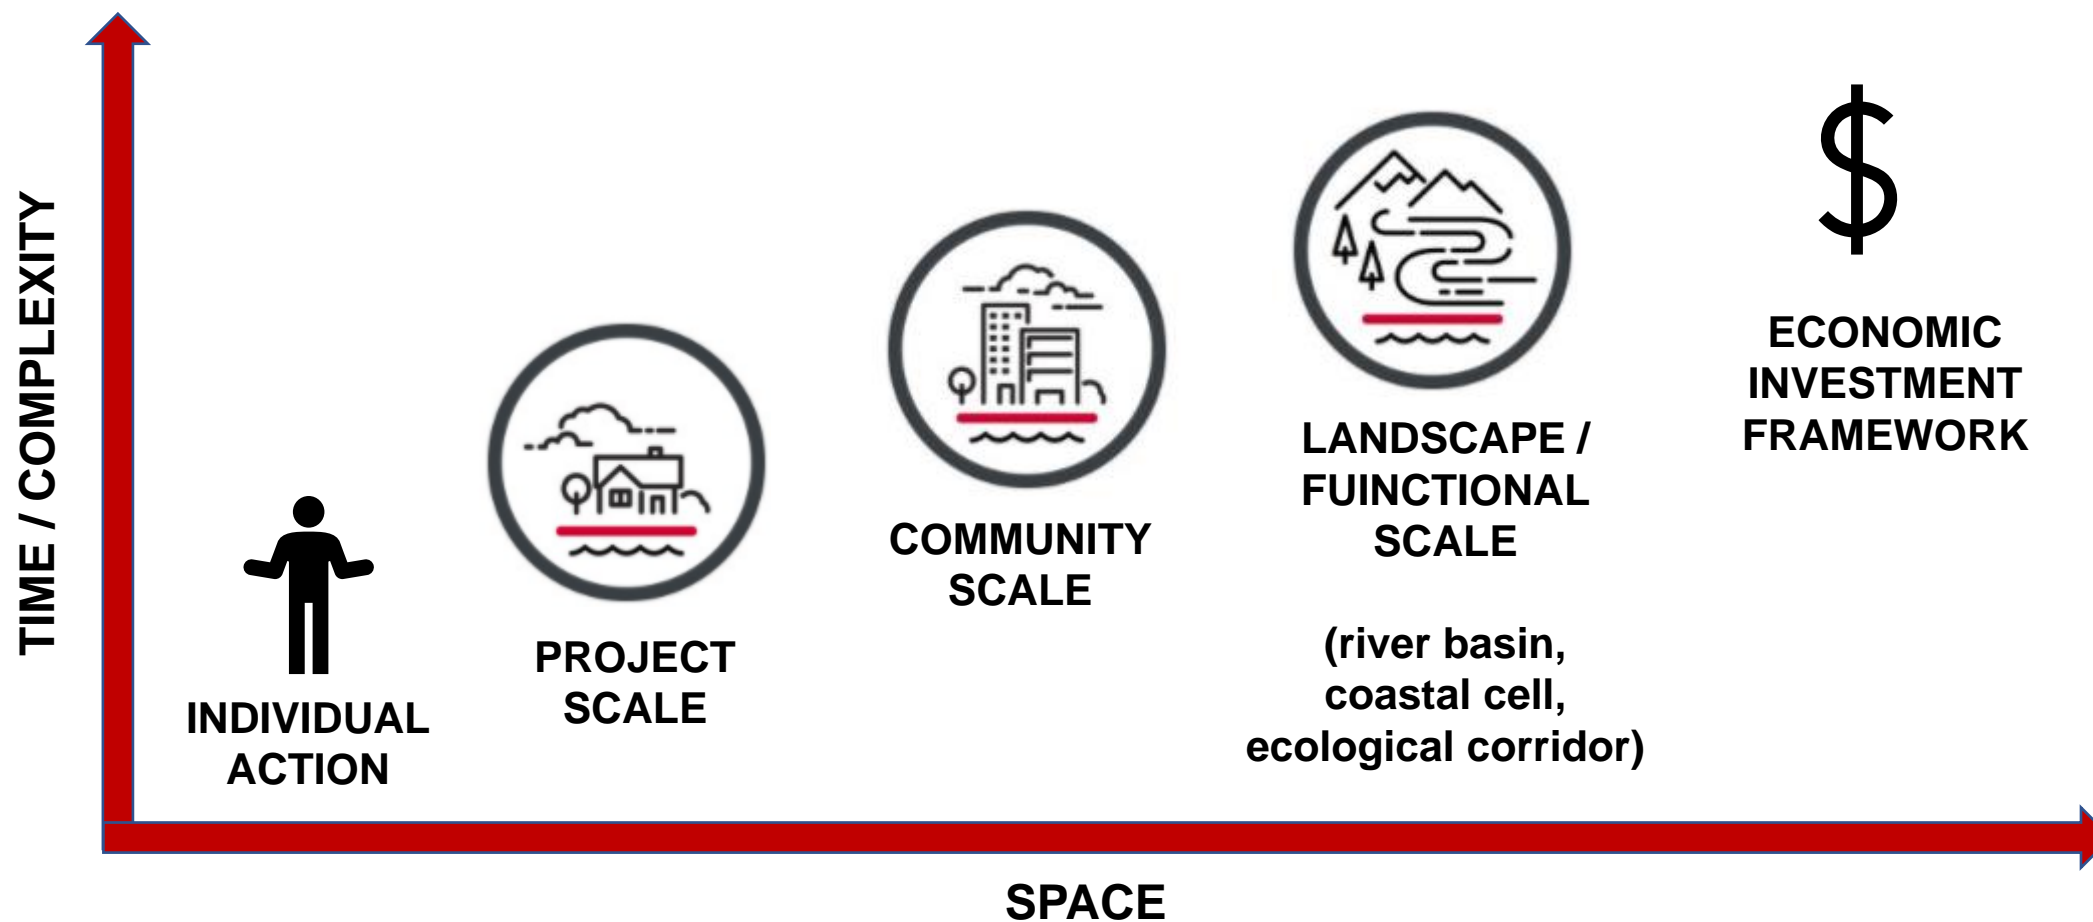 TIME / COMPLEXITY
INDIVIDUAL
ACTION
PROJECT
SCALE
COMMUNITY
SCALE
LANDSCAPE /
FUINCTIONAL
SCALE
(river basin,
coastal cell,
ecological corridor)
$
ECONOMIC
INVESTMENT
FRAMEWORK
SPACE